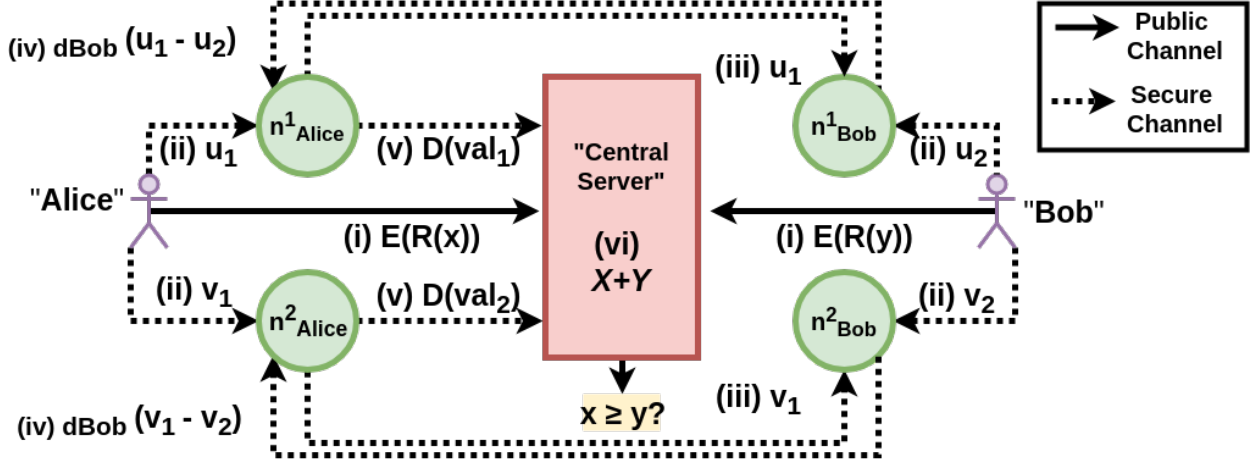 (iv) dBob (u₁ - u₂)
Public
Channel
(iii) u₁
Secure
Channel
n¹Alice
n¹Bob
(ii) u₁
(v) D(val₁)
(ii) u₂
"Central
Server"
"Alice"
"Bob"
(i) E(R(x))
(vi)
X+Y
(i) E(R(y))
(ii) v₁
(v) D(val₂)
(ii) v₂
n²Alice
n²Bob
(iv) dBob (v₁ - v₂)
x ≥ y?
(iii) v₁